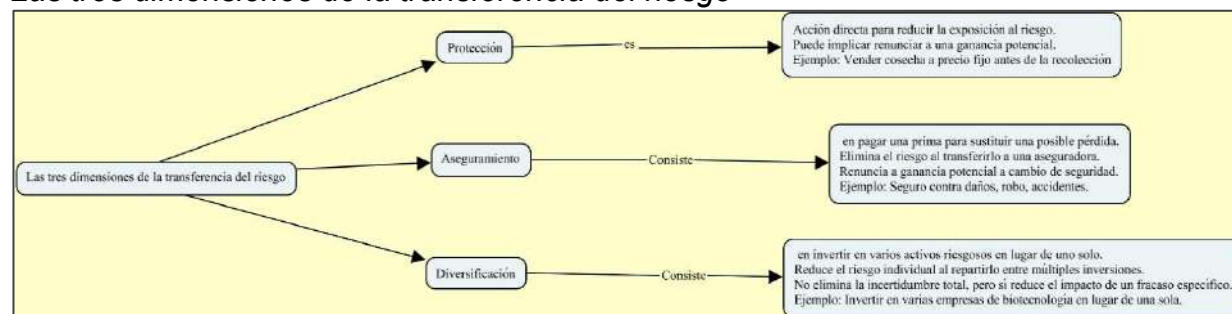 Las tres dimensiones de la transferencia del riesgo
Las tres dimensiones de la transferencia del riesgo
Protección
es
Acción directa para reducir la exposición al riesgo.
Puede implicar renunciar a una ganancia potencial.
Ejemplo: Vender cosecha a precio fijo antes de la recolección
Aseguramiento
Consiste
en pagar una prima para sustituir una posible pérdida.
Elimina el riesgo al transferirlo a una aseguradora.
Renuncia a ganancia potencial a cambio de seguridad.
Ejemplo: Seguro contra daños, robo, accidentes.
Diversificación
Consiste
en invertir en varios activos riesgosos en lugar de uno solo.
Reduce el riesgo individual al repartirlo entre múltiples inversiones.
No elimina la incertidumbre total, pero si reduce el impacto de un fracaso especifico.
Ejemplo: Invertir en varias empresas de biotecnología en lugar de una sola.